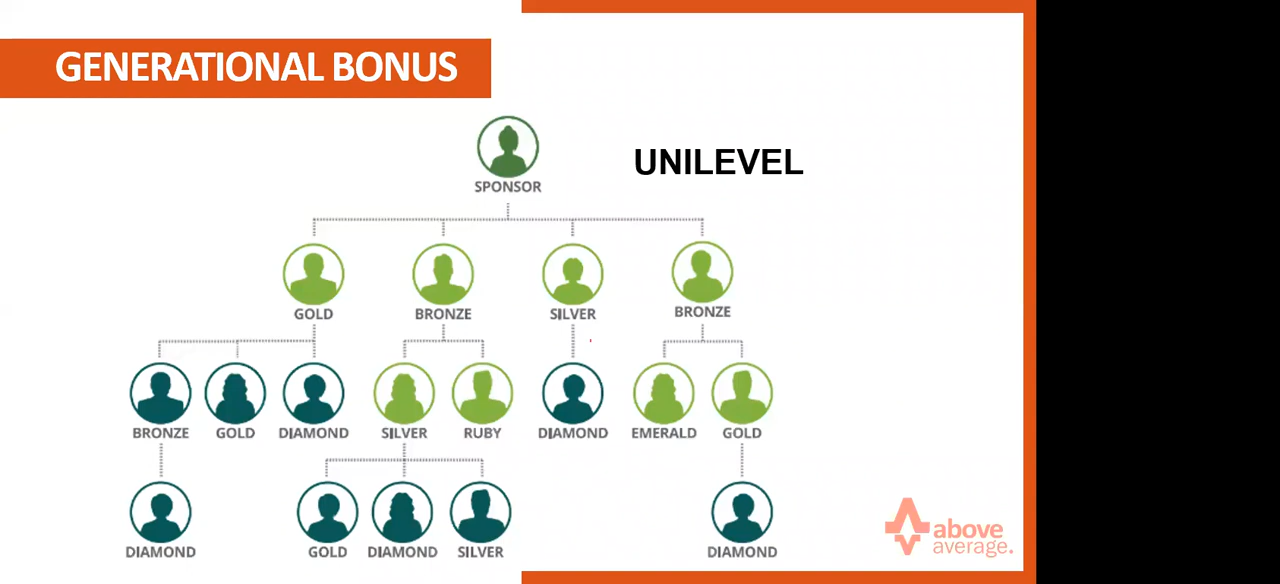 GENERATIONAL BONUS
UNILEVEL
SPONSOR
GOLD BRONZE SILVER BRONZE
BRONZE GOLD DIAMOND SILVER RUBY DIAMOND EMERALD GOLD
DIAMOND GOLD DIAMOND SILVER DIAMOND
above
average.